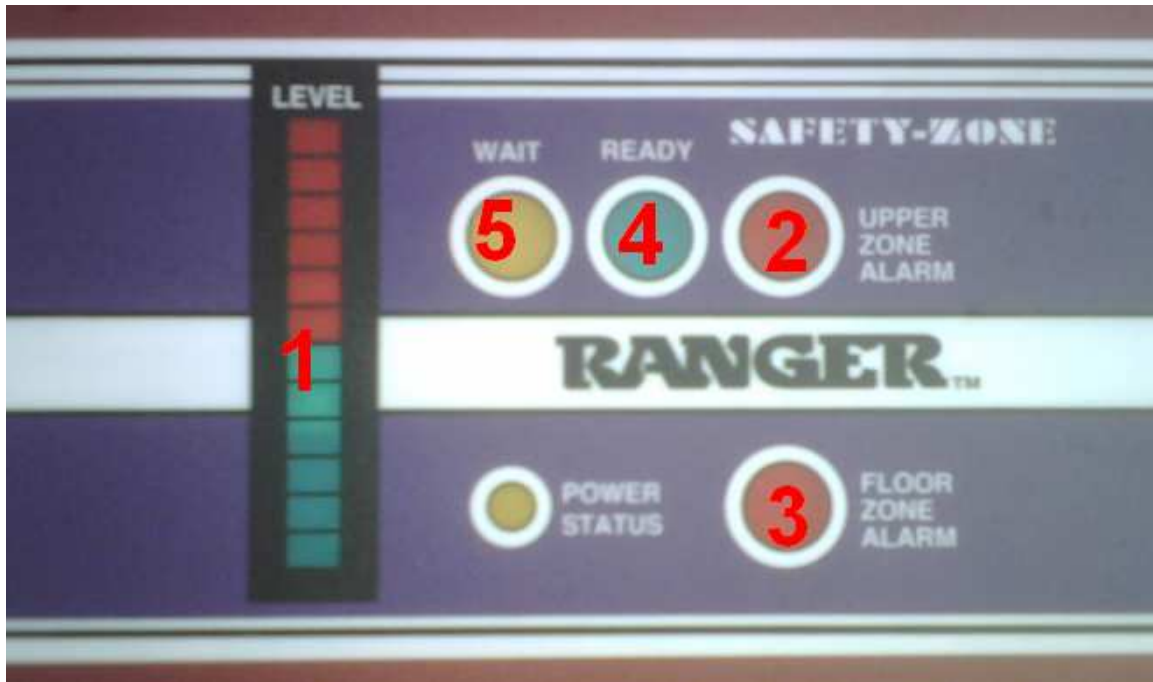 LEVEL
SAFETY-ZONE
WAIT
READY
5
4
2
UPPER
ZONE
ALARM
1
RANGER™
POWER
STATUS
3
FLOOR
ZONE
ALARM